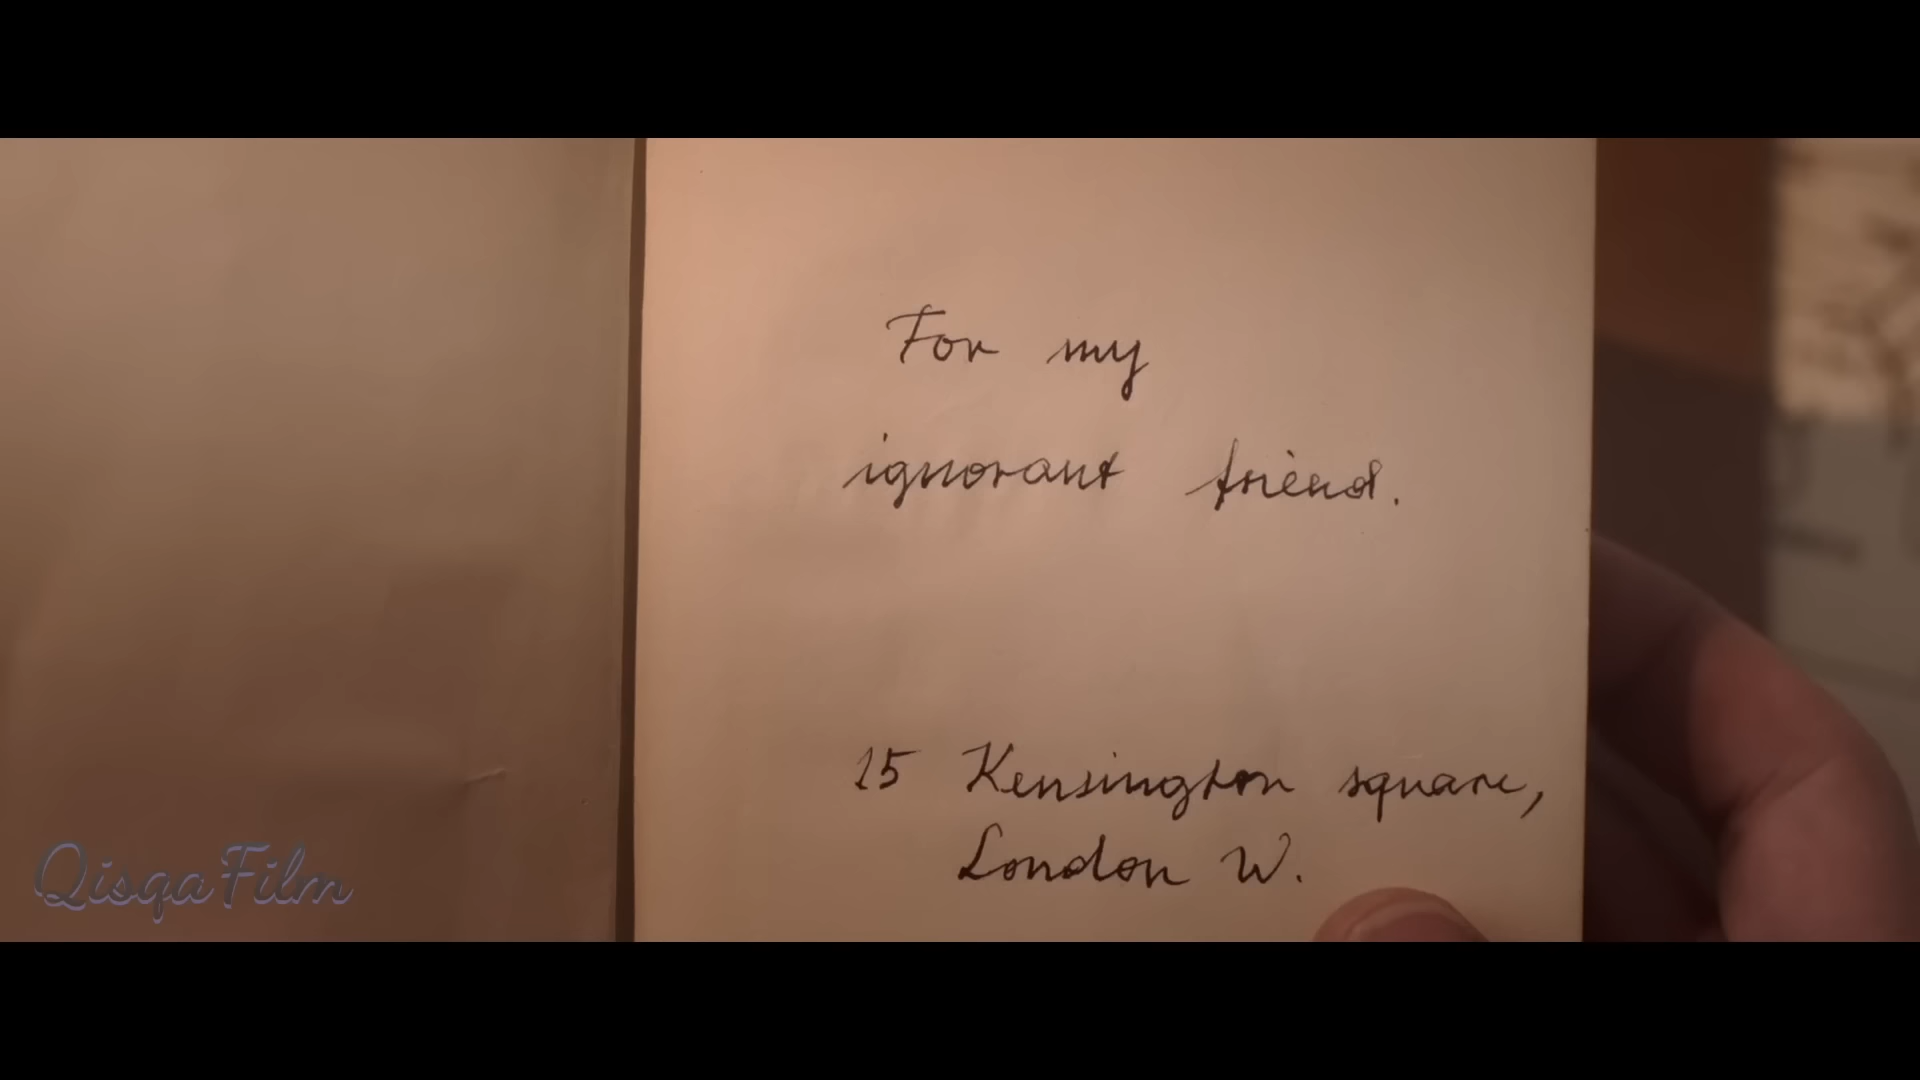 For my
ignorant friend.
15 Kensington square,
London W.
QisqaFilm